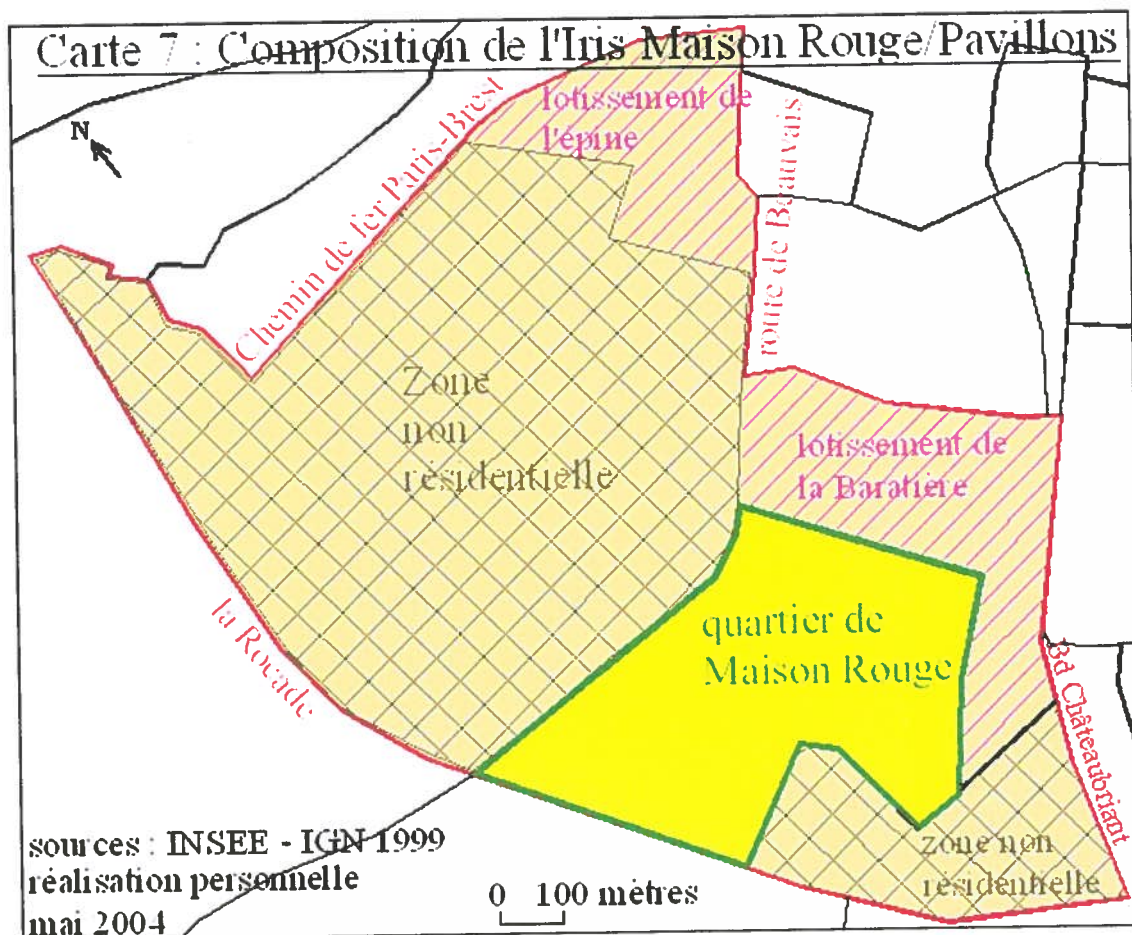 Carte 7 : Composition de l'Iris Maison Rouge/Pavillons
N
lotissement de
l'épine
Chemin de fer Paris-Brest
route de Beauvais
Zone
non
résidentielle
lotissement de
la Baratière
la Rocade
quartier de
Maison Rouge
Bd Châteaubriant
zone non
résidentielle
sources : INSEE - IGN 1999
réalisation personnelle
mai 2004
0 100 mètres